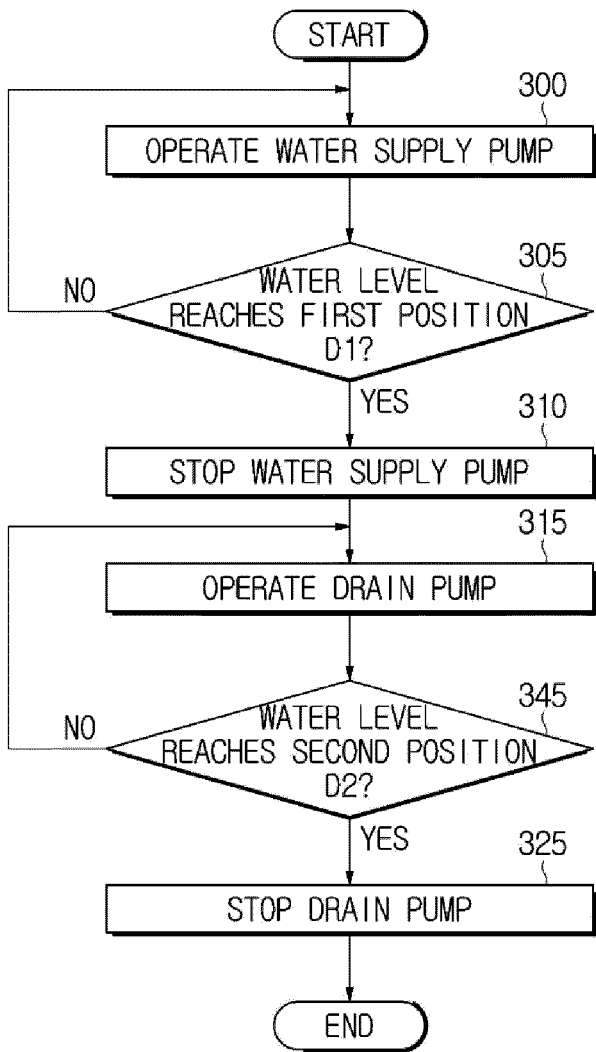 START
300
OPERATE WATER SUPPLY PUMP
305
WATER LEVEL
REACHES FIRST POSITION
D1?
NO
YES
310
STOP WATER SUPPLY PUMP
315
OPERATE DRAIN PUMP
345
WATER LEVEL
REACHES SECOND POSITION
D2?
NO
YES
325
STOP DRAIN PUMP
END